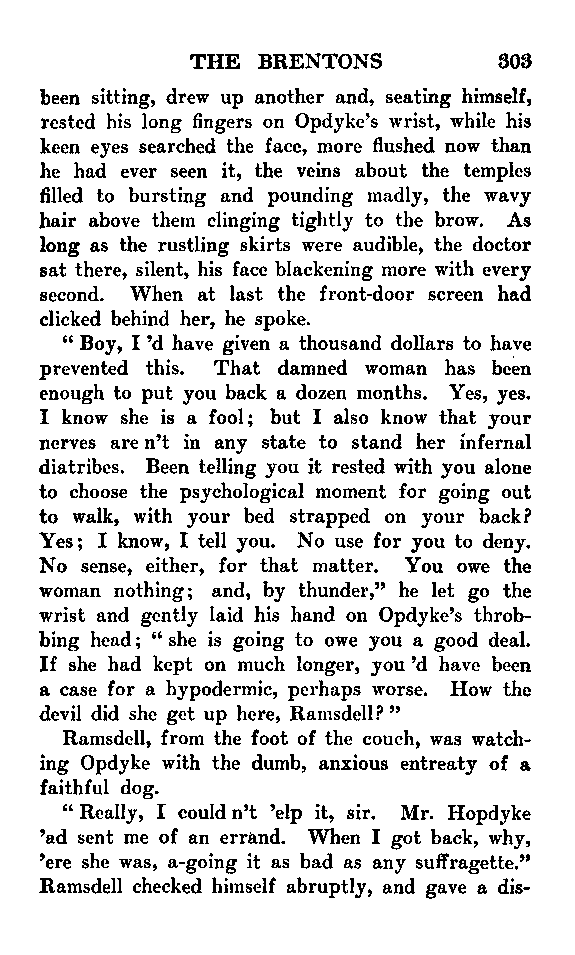 THE BRENTONS 303
been sitting, drew up another and, seating himself,
rested his long fingers on Opdyke's wrist, while his
keen eyes searched the face, more flushed now than
he had ever seen it, the veins about the temples
filled to bursting and pounding madly, the wavy
hair above them clinging tightly to the brow. As
long as the rustling skirts were audible, the doctor
sat there, silent, his face blackening more with every
second. When at last the front-door screen had
clicked behind her, he spoke.
" Boy, I 'd have given a thousand dollars to have
prevented this. That damned woman has been
enough to put you back a dozen months. Yes, yes.
I know she is a fool; but I also know that your
nerves are n't in any state to stand her infernal
diatribes. Been telling you it rested with you alone
to choose the psychological moment for going out
to walk, with your bed strapped on your back?
Yes; I know, I tell you. No use for you to deny.
No sense, either, for that matter. You owe the
woman nothing; and, by thunder," he let go the
wrist and gently laid his hand on Opdyke's throb-
bing head; " she is going to owe you a good deal.
If she had kept on much longer, you 'd have been
a case for a hypodermic, perhaps worse. How the
devil did she get up here, Ramsdell? "
Ramsdell, from the foot of the couch, was watch-
ing Opdyke with the dumb, anxious entreaty of a
faithful dog.
" Really, I could n't 'elp it, sir. Mr. Hopdyke
'ad sent me of an errand. When I got back, why,
'ere she was, a-going it as bad as any suffragette."
Ramsdell checked himself abruptly, and gave a dis-